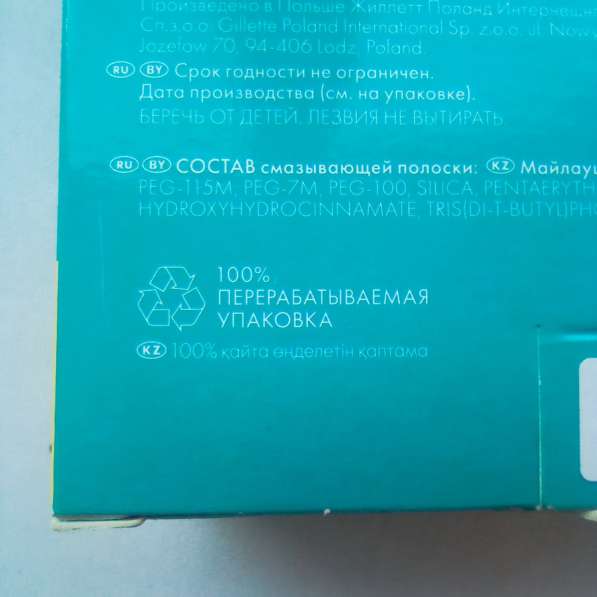 Произведено в Польше Жиллетт Поланд Интернешнл
Сп.з.о.о. Gillette Poland International Sp. z.o.o. ul. Nowy
Jozefow 70, 94-406 Lodz, Poland.
RU BY Срок годности не ограничен.
Дата производства (см. на упаковке).
БЕРЕЧЬ ОТ ДЕТЕЙ. ЛЕЗВИЯ НЕ ВЫТИРАТЬ
RU BY СОСТАВ смазывающей полоски: KZ Майлауш
PEG-115M, PEG-7M, PEG-100, SILICA, PENTAERYTH
HYDROXYHYDROCINNAMATE, TRIS(DI-T-BUTYL)PH
100%
ПЕРЕРАБАТЫВАЕМАЯ
УПАКОВКА
KZ 100% қайта өңделетін қаптама